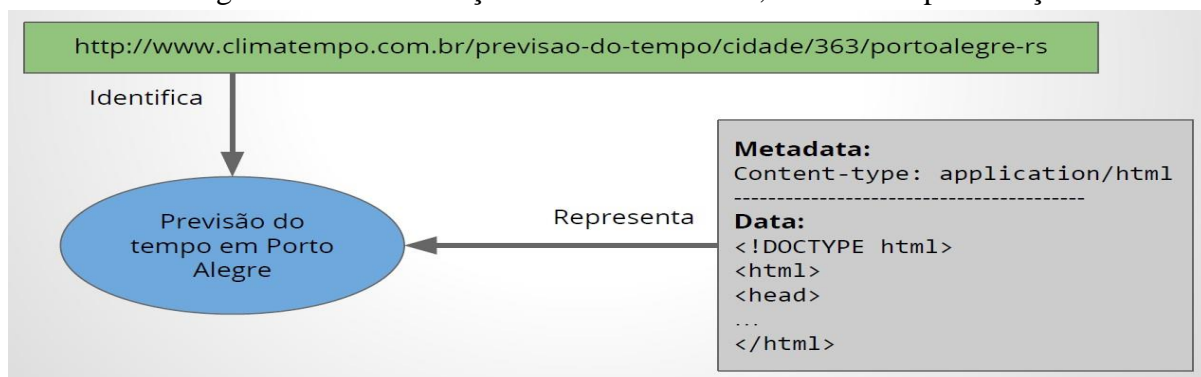 http://www.climatempo.com.br/previsao-do-tempo/cidade/363/portoalegre-rs
Identifica
Previsão do
tempo em Porto
Alegre
Representa
Metadata:
Content-type: application/html
----------------------------------------
Data:
<!DOCTYPE html>
<html>
<head>
...
</html>